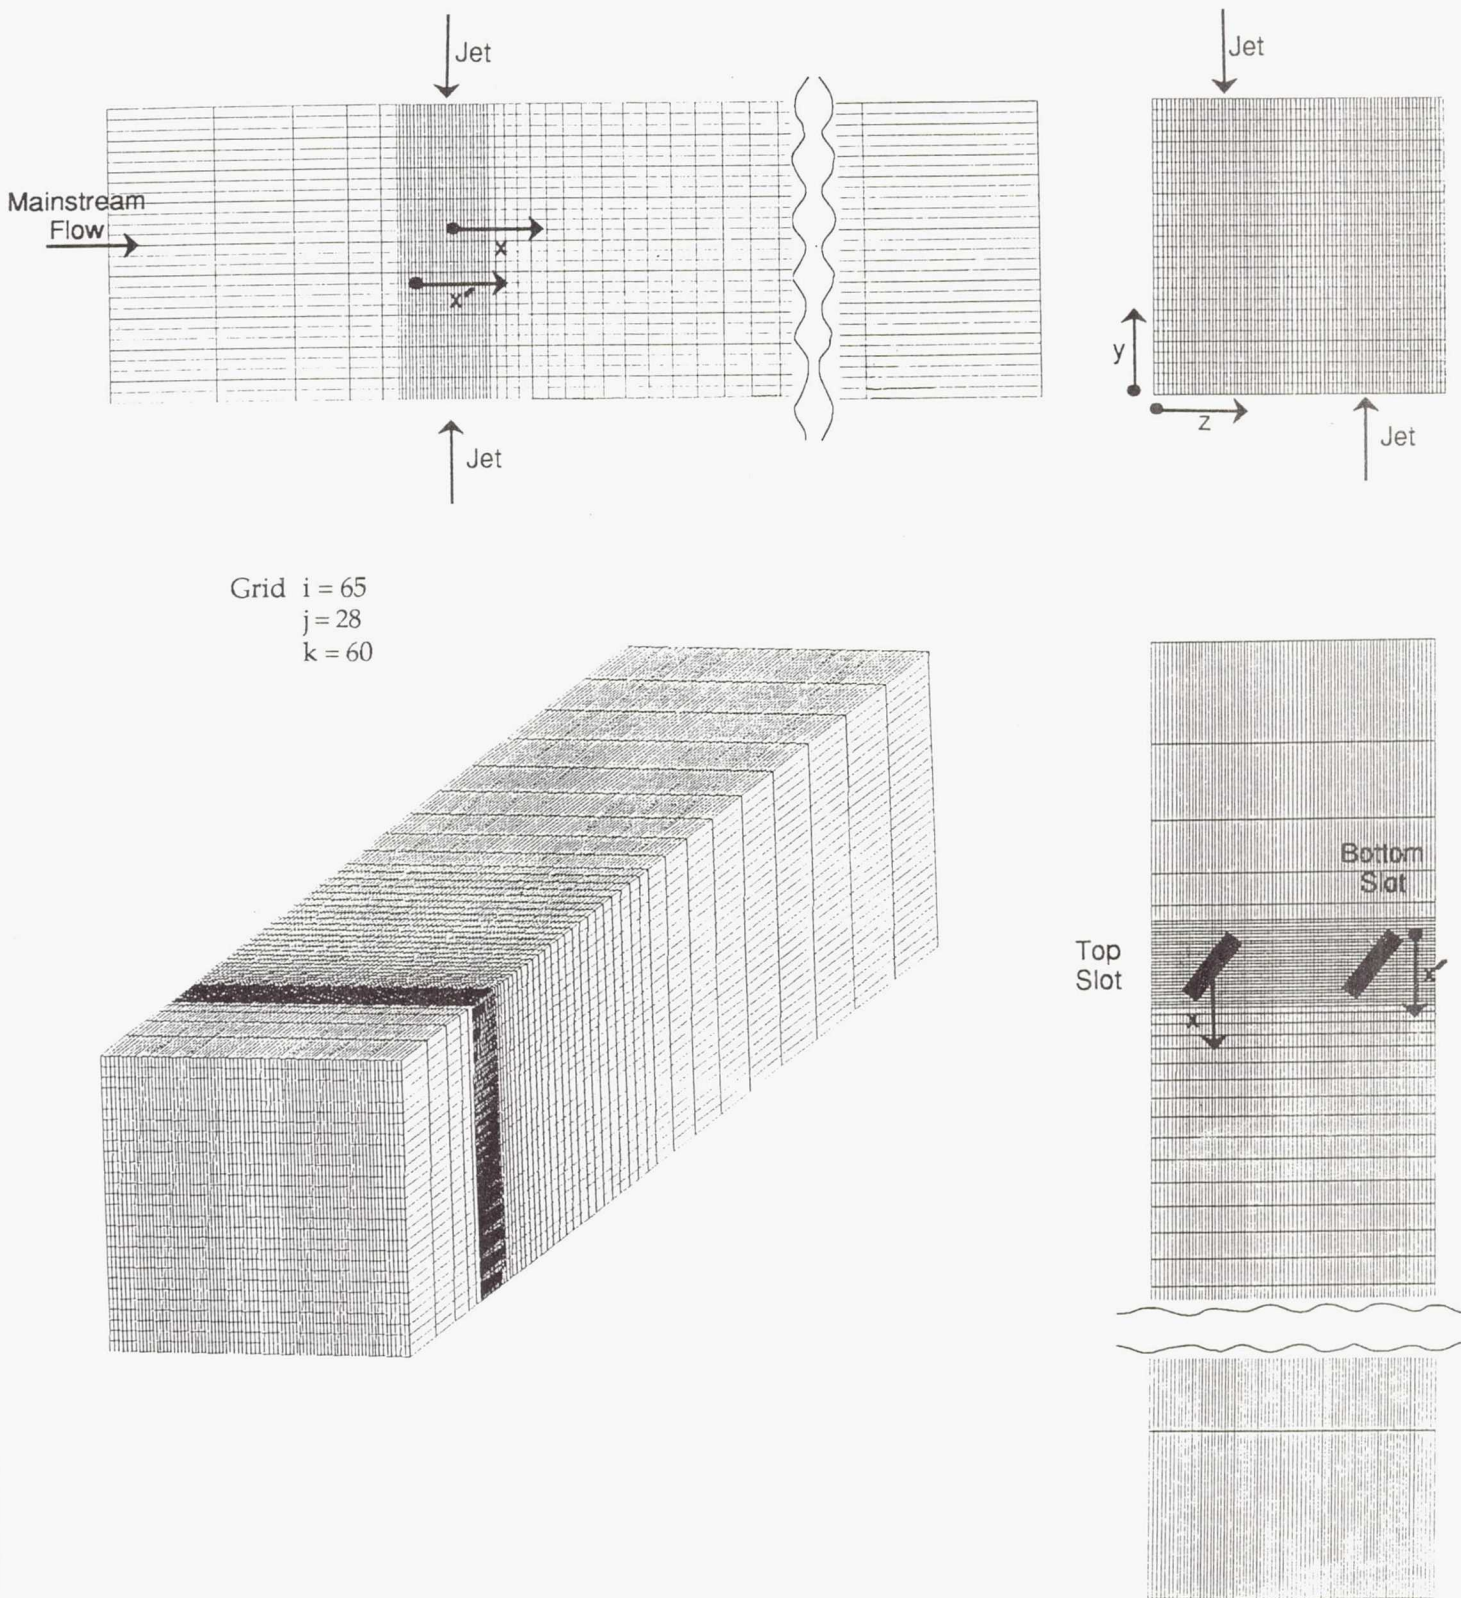 Jet
Jet
Mainstream
Flow
x
x′
y
z
Jet
Jet
Grid i = 65
j = 28
k = 60
Bottom
Slot
Top
Slot
x′
x